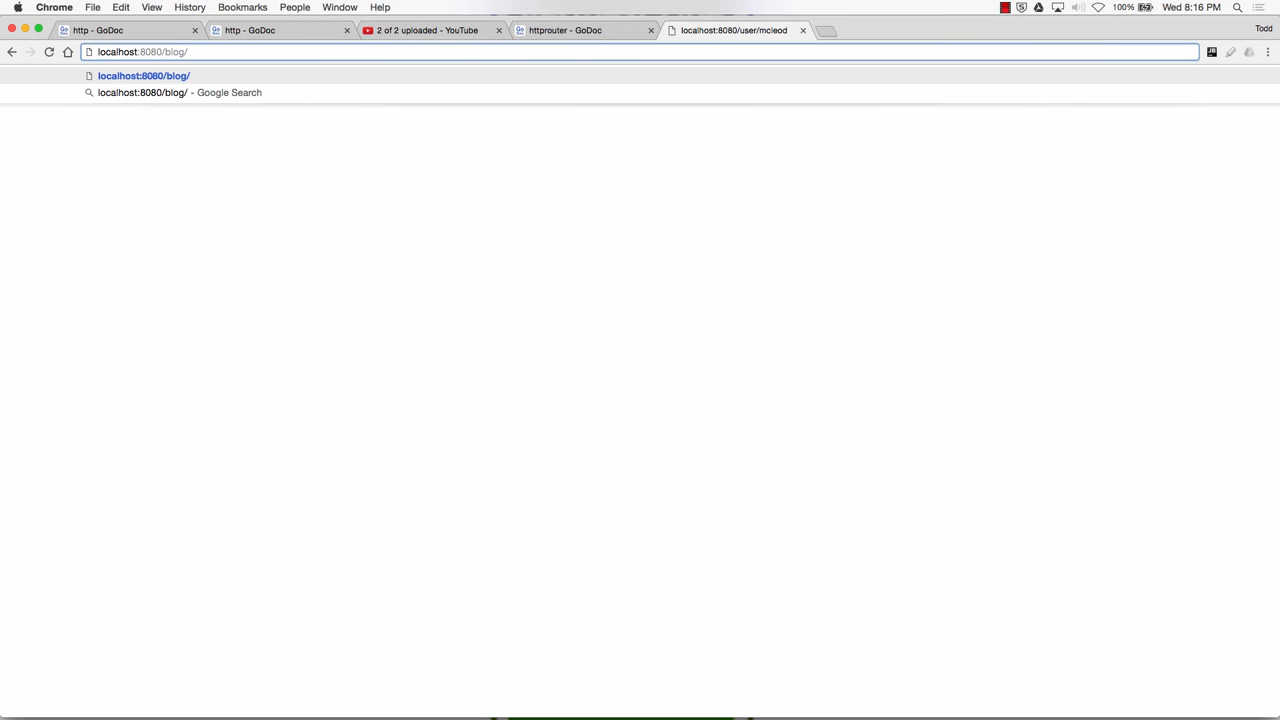 Chrome File Edit View History Bookmarks People Window Help 100% Wed 8:16 PM
http - GoDoc http - GoDoc 2 of 2 uploaded - YouTube httprouter - GoDoc localhost:8080/user/mcleod Todd
localhost:8080/blog/
localhost:8080/blog/
localhost:8080/blog/ - Google Search